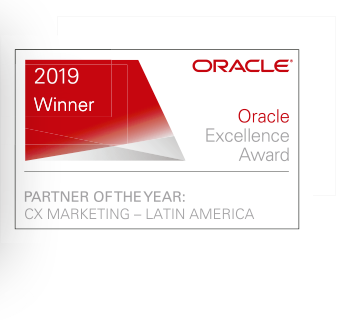 2019
Winner
ORACLE®
Oracle
Excellence
Award
PARTNER OF THE YEAR:
CX MARKETING – LATIN AMERICA